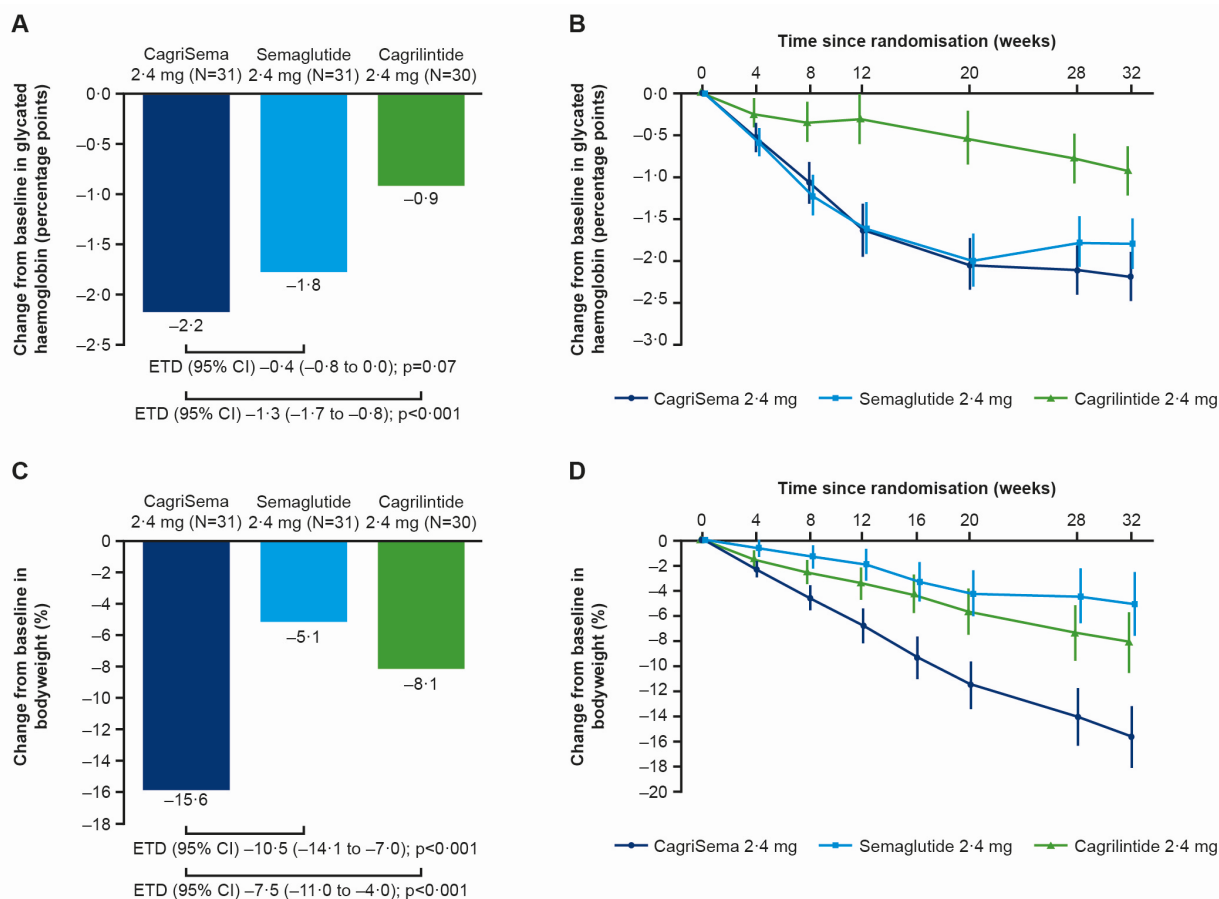 A
CagriSema
2·4 mg (N=31)
Semaglutide
2·4 mg (N=31)
Cagrilintide
2·4 mg (N=30)
Change from baseline in glycated
haemoglobin (percentage points)
0·0
–0·5
–1·0
–1·5
–2·0
–2·5
–2·2
–1·8
–0·9
ETD (95% CI) –0·4 (–0·8 to 0·0); p=0·07
ETD (95% CI) –1·3 (–1·7 to –0·8); p<0·001
B
Time since randomisation (weeks)
0 4 8 12 20 28 32
Change from baseline in glycated
haemoglobin (percentage points)
0·0
–0·5
–1·0
–1·5
–2·0
–2·5
–3·0
CagriSema 2·4 mg Semaglutide 2·4 mg Cagrilintide 2·4 mg
C
CagriSema
2·4 mg (N=31)
Semaglutide
2·4 mg (N=31)
Cagrilintide
2·4 mg (N=30)
Change from baseline in
bodyweight (%)
0
–2
–4
–6
–8
–10
–12
–14
–16
–18
–15·6
–5·1
–8·1
ETD (95% CI) –10·5 (–14·1 to –7·0); p<0·001
ETD (95% CI) –7·5 (–11·0 to –4·0); p<0·001
D
Time since randomisation (weeks)
0 4 8 12 16 20 28 32
Change from baseline in
bodyweight (%)
0
–2
–4
–6
–8
–10
–12
–14
–16
–18
–20
CagriSema 2·4 mg Semaglutide 2·4 mg Cagrilintide 2·4 mg